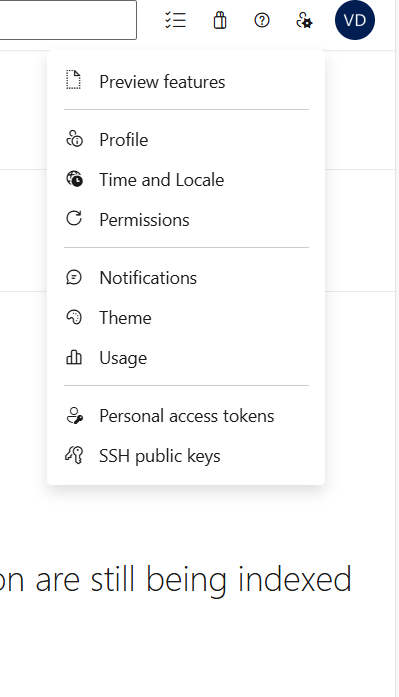 VD
Preview features
Profile
Time and Locale
Permissions
Notifications
Theme
Usage
Personal access tokens
SSH public keys
on are still being indexed